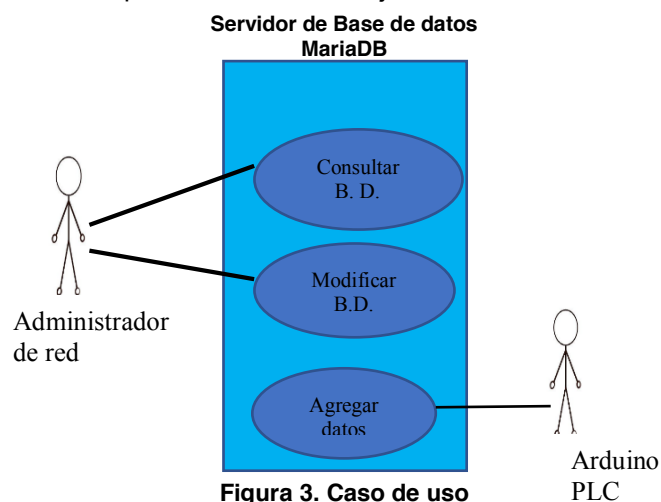 Servidor de Base de datos
MariaDB
Consultar
B. D.
Modificar
B.D.
Administrador
de red
Agregar
datos
Arduino
PLC
Figura 3. Caso de uso